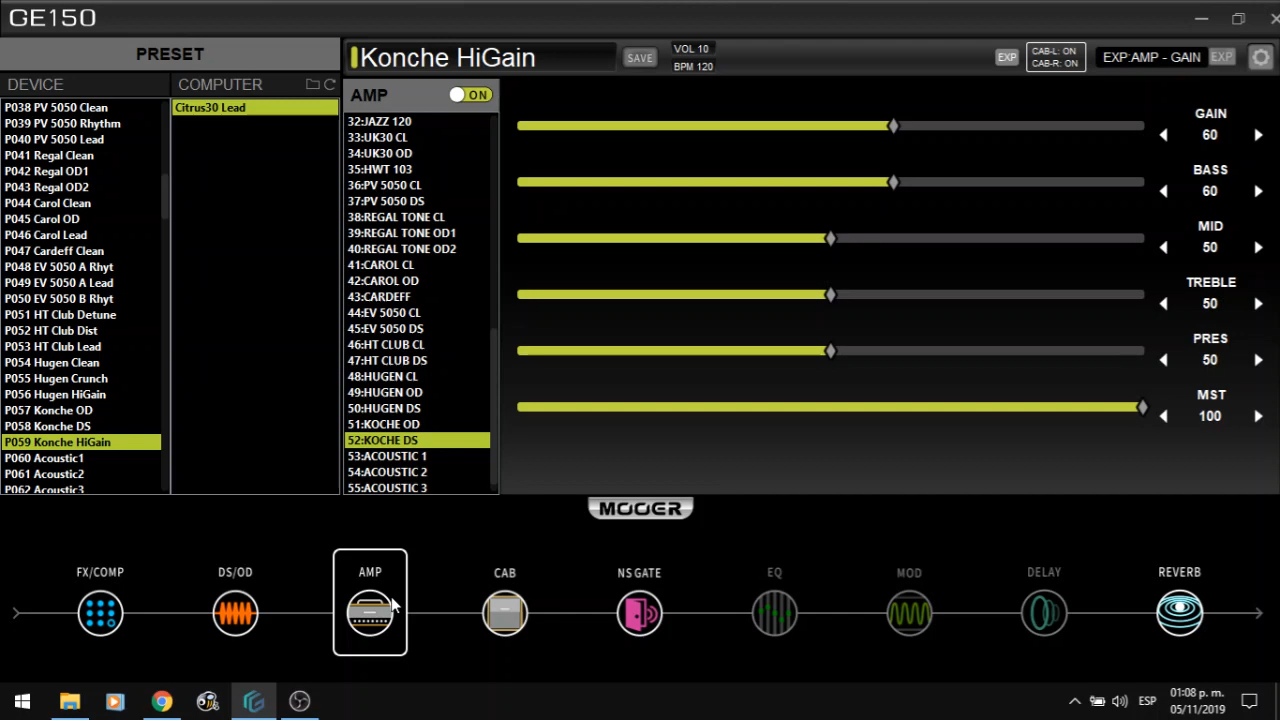 GE150
PRESET
DEVICE
COMPUTER
P038 PV 5050 Clean
P039 PV 5050 Rhythm
P040 PV 5050 Lead
P041 Regal Clean
P042 Regal OD1
P043 Regal OD2
P044 Carol Clean
P045 Carol OD
P046 Carol Lead
P047 Cardeff Clean
P048 EV 5050 A Rhyt
P049 EV 5050 A Lead
P050 EV 5050 B Rhyt
P051 HT Club Detune
P052 HT Club Dist
P053 HT Club Lead
P054 Hugen Clean
P055 Hugen Crunch
P056 Hugen HiGain
P057 Konche OD
P058 Konche DS
P059 Konche HiGain
P060 Acoustic1
P061 Acoustic2
P062 Acoustic3
Citrus30 Lead
Konche HiGain
SAVE
VOL 10
BPM 120
EXP
CAB-L: ON
CAB-R: ON
EXP:AMP - GAIN
EXP
AMP
ON
32:JAZZ 120
33:UK30 CL
34:UK30 OD
35:HWT 103
36:PV 5050 CL
37:PV 5050 DS
38:REGAL TONE CL
39:REGAL TONE OD1
40:REGAL TONE OD2
41:CAROL CL
42:CAROL OD
43:CARDEFF
44:EV 5050 CL
45:EV 5050 DS
46:HT CLUB CL
47:HT CLUB DS
48:HUGEN CL
49:HUGEN OD
50:HUGEN DS
51:KOCHE OD
52:KOCHE DS
53:ACOUSTIC 1
54:ACOUSTIC 2
55:ACOUSTIC 3
GAIN
60
BASS
60
MID
50
TREBLE
50
PRES
50
MST
100
MOOER
FX/COMP
DS/OD
AMP
CAB
NS GATE
EQ
MOD
DELAY
REVERB
ESP
01:08 p. m.
05/11/2019